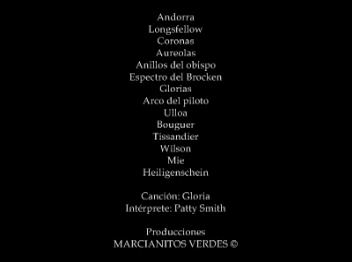 Andorra
Longsfellow
Coronas
Aureolas
Anillos del obispo
Espectro del Brocken
Glorias
Arco del piloto
Ulloa
Bouguer
Tissandier
Wilson
Mie
Heiligenschein
Canción: Gloria
Intérprete: Patty Smith
Producciones
MARCIANITOS VERDES ©